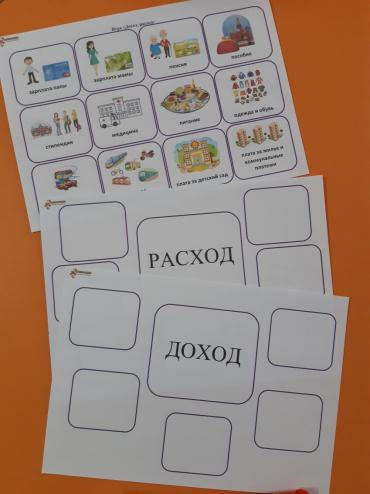 зарплата папы
зарплата мамы
пенсия
пособие
стипендия
медицина
питание
одежда и обувь
плата за детский сад
плата за жилье и
коммунальные
платежи
РАСХОД
ДОХОД